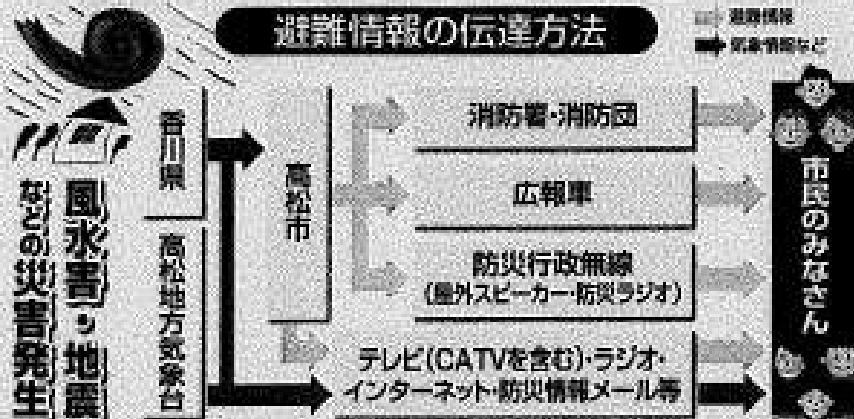 避難情報の伝達方法
避難情報
気象情報など
風水害・地震
などの災害発生
香川県
高松地方気象台
高松市
消防署・消防団
広報車
防災行政無線
(屋外スピーカー・防災ラジオ)
テレビ(CATVを含む)・ラジオ・
インターネット・防災情報メール等
市民のみなさん